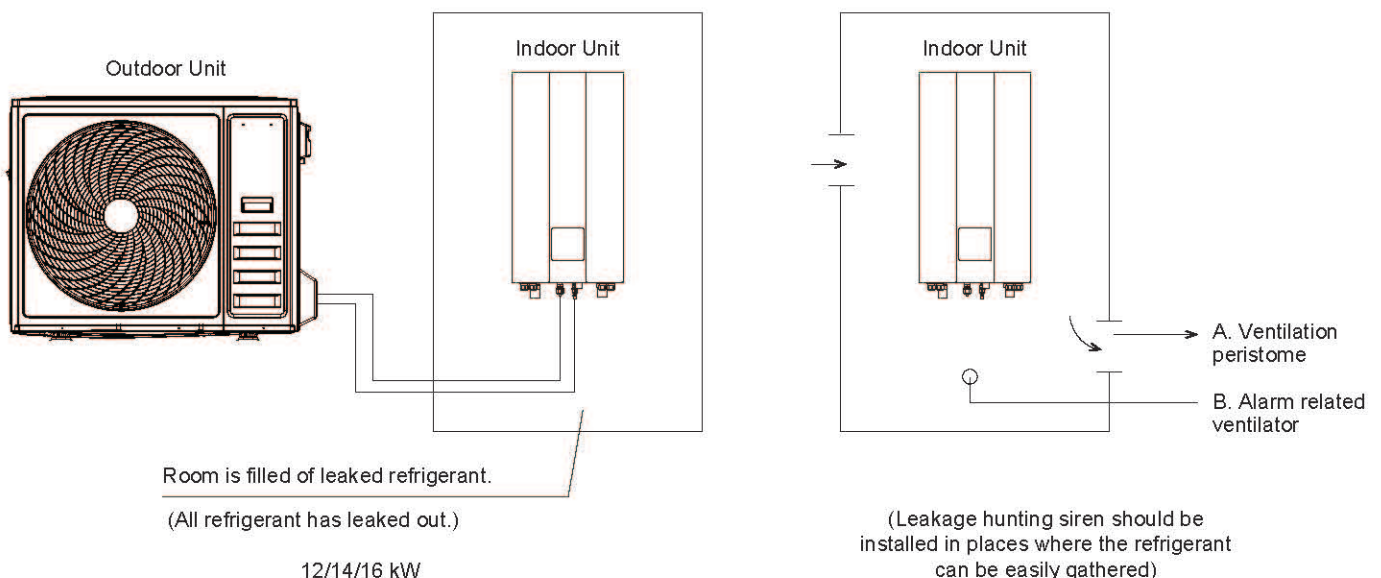 Outdoor Unit
Indoor Unit
Room is filled of leaked refrigerant.
(All refrigerant has leaked out.)
12/14/16 kW
Indoor Unit
A. Ventilation
peristome
B. Alarm related
ventilator
(Leakage hunting siren should be
installed in places where the refrigerant
can be easily gathered)